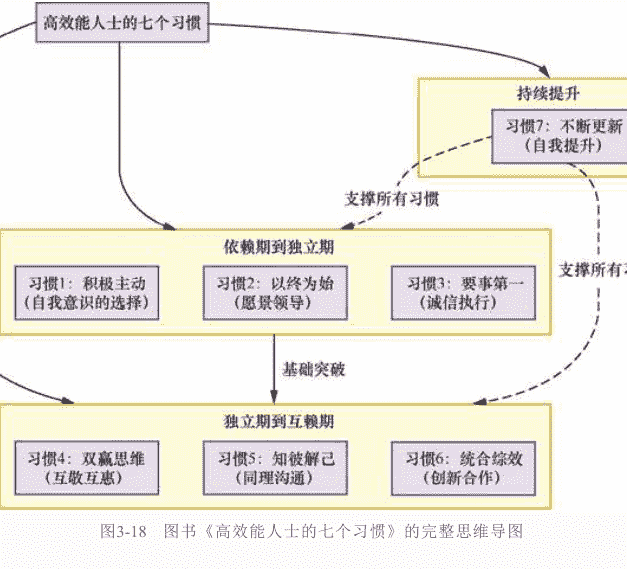 高效能人士的七个习惯
持续提升
习惯7：不断更新
（自我提升）
支撑所有习惯
依赖期到独立期
习惯1：积极主动
（自我意识的选择）
习惯2：以终为始
（愿景领导）
习惯3：要事第一
（诚信执行）
支撑所有
基础突破
独立期到互赖期
习惯4：双赢思维
（互敬互惠）
习惯5：知彼解己
（同理沟通）
习惯6：统合综效
（创新合作）
图3-18　图书《高效能人士的七个习惯》的完整思维导图